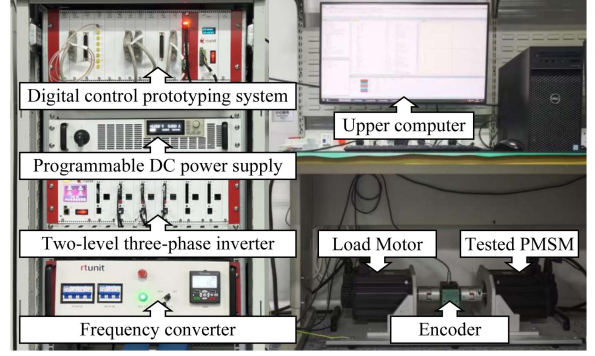 Digital control prototyping system
Upper computer
Programmable DC power supply
Two-level three-phase inverter
Load Motor
Tested PMSM
rtunit
Frequency converter
Encoder
DELL